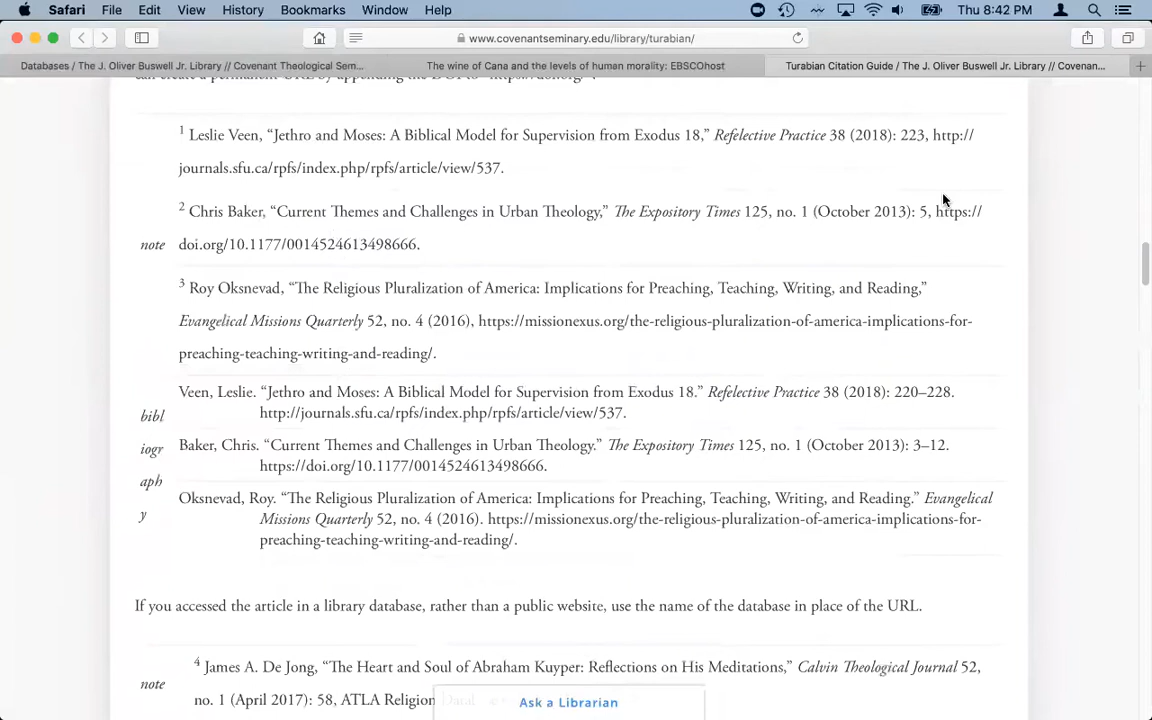 Safari File Edit View History Bookmarks Window Help Thu 8:42 PM
www.covenantseminary.edu/library/turabian/
Databases / The J. Oliver Buswell Jr. Library // Covenant Theological Sem... The wine of Cana and the levels of human morality: EBSCOhost Turabian Citation Guide / The J. Oliver Buswell Jr. Library // Covenan...
can create a permanent URL by appending the DOI to "https://doi.org/".
1 Leslie Veen, “Jethro and Moses: A Biblical Model for Supervision from Exodus 18,” Refelective Practice 38 (2018): 223, http://
journals.sfu.ca/rpfs/index.php/rpfs/article/view/537.
2 Chris Baker, “Current Themes and Challenges in Urban Theology,” The Expository Times 125, no. 1 (October 2013): 5, https://
note doi.org/10.1177/0014524613498666.
3 Roy Oksnevad, “The Religious Pluralization of America: Implications for Preaching, Teaching, Writing, and Reading,”
Evangelical Missions Quarterly 52, no. 4 (2016), https://missionexus.org/the-religious-pluralization-of-america-implications-for-
preaching-teaching-writing-and-reading/.
Veen, Leslie. “Jethro and Moses: A Biblical Model for Supervision from Exodus 18.” Refelective Practice 38 (2018): 220–228.
http://journals.sfu.ca/rpfs/index.php/rpfs/article/view/537.
bibl
iogr
aph
y
Baker, Chris. “Current Themes and Challenges in Urban Theology.” The Expository Times 125, no. 1 (October 2013): 3–12.
https://doi.org/10.1177/0014524613498666.
Oksnevad, Roy. “The Religious Pluralization of America: Implications for Preaching, Teaching, Writing, and Reading.” Evangelical
Missions Quarterly 52, no. 4 (2016). https://missionexus.org/the-religious-pluralization-of-america-implications-for-
preaching-teaching-writing-and-reading/.
If you accessed the article in a library database, rather than a public website, use the name of the database in place of the URL.
4 James A. De Jong, “The Heart and Soul of Abraham Kuyper: Reflections on His Meditations,” Calvin Theological Journal 52,
note no. 1 (April 2017): 58, ATLA Religion
Ask a Librarian